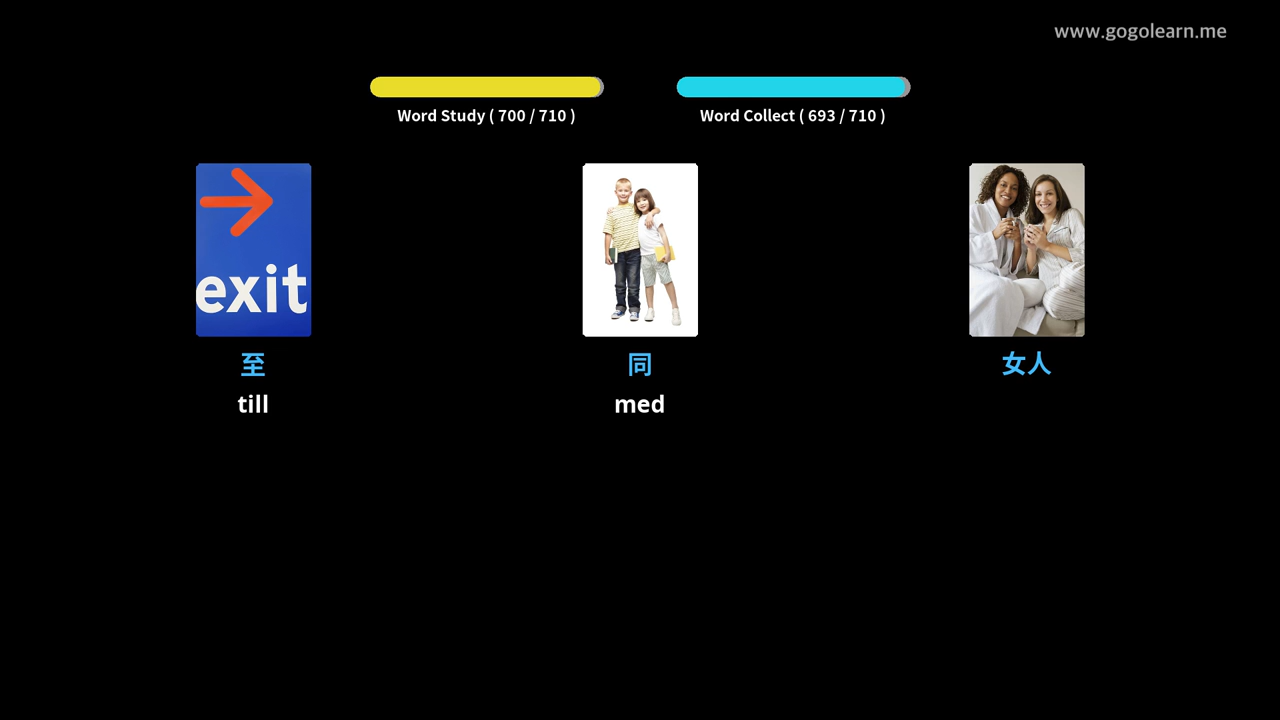 www.gogolearn.me
Word Study ( 700 / 710 )
Word Collect ( 693 / 710 )
exit
至
同
女人
till
med